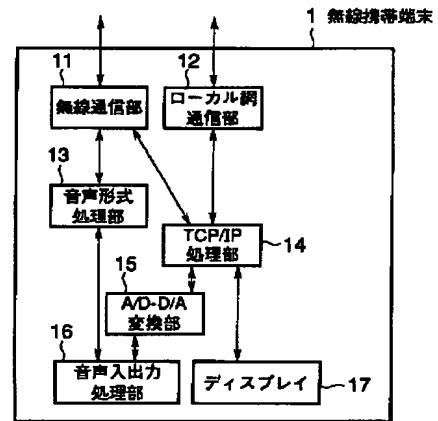 1 無線携帯端末
11
12
無線通信部
ローカル網
通信部
13
音声形式
処理部
TCP/IP
処理部
14
15
A/D-D/A
変換部
16
音声入出力
処理部
ディスプレイ
17